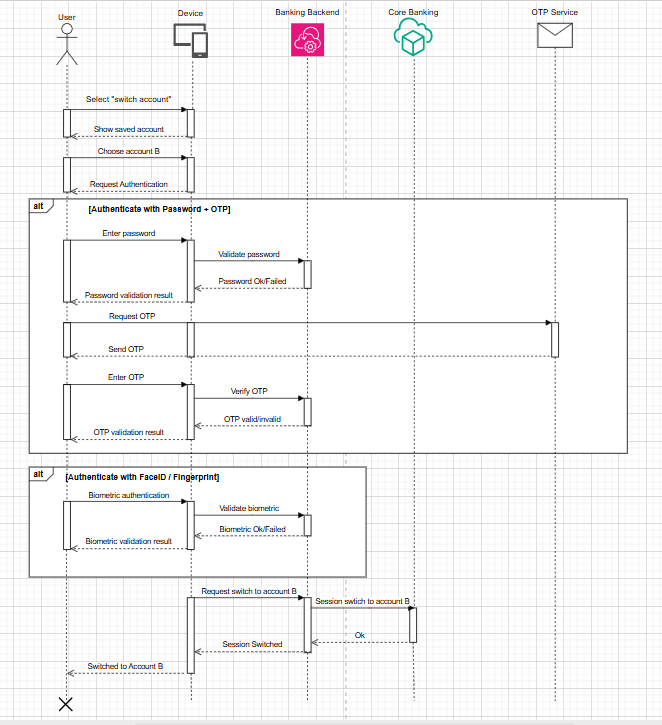 User
Device
Banking Backend
Core Banking
OTP Service
Select "switch account"
Show saved account
Choose account B
Request Authentication
alt
[Authenticate with Password + OTP]
Enter password
Validate password
Password Ok/Failed
Password validation result
Request OTP
Send OTP
Enter OTP
Verify OTP
OTP valid/invalid
OTP validation result
alt
[Authenticate with FaceID / Fingerprint]
Biometric authentication
Validate biometric
Biometric Ok/Failed
Biometric validation result
Request switch to account B
Session swtich to account B
Ok
Session Switched
Switched to Account B